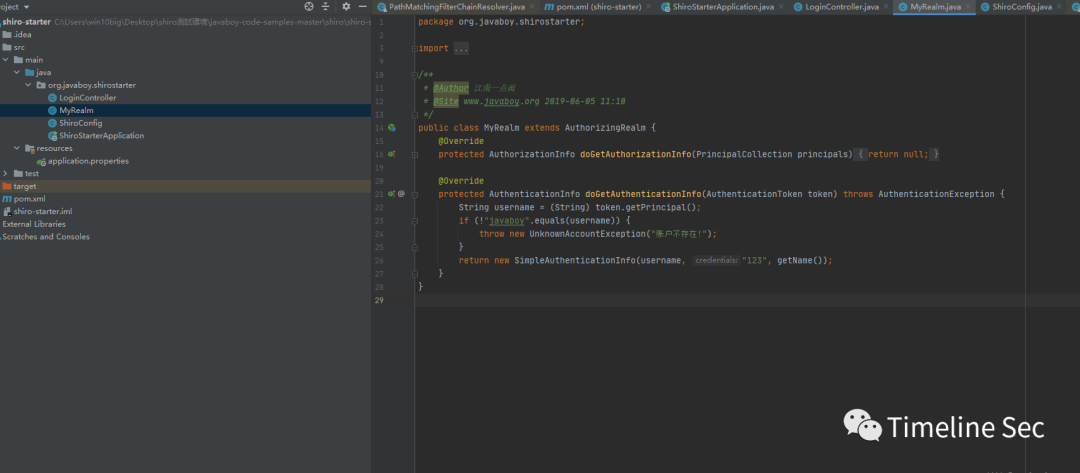 roject
PathMatchingFilterChainResolver.java
pom.xml (shiro-starter)
ShiroStarterApplication.java
LoginController.java
MyRealm.java
ShiroConfig.java
shiro-starter C:\Users\win10big\Desktop\shiro测试环境\javaboy-code-samples-master\shiro\shiro-s
.idea
src
main
java
org.javaboy.shirostarter
LoginController
MyRealm
ShiroConfig
ShiroStarterApplication
resources
application.properties
test
target
pom.xml
shiro-starter.iml
External Libraries
Scratches and Consoles
1 package org.javaboy.shirostarter;
2
3 import ...
9
10 /**
11 * @Author 江南一点雨
12 * @Site www.javaboy.org 2019-06-05 11:10
13 */
14 public class MyRealm extends AuthorizingRealm {
15 @Override
16 protected AuthorizationInfo doGetAuthorizationInfo(PrincipalCollection principals) { return null; }
19
20 @Override
21 @ protected AuthenticationInfo doGetAuthenticationInfo(AuthenticationToken token) throws AuthenticationException {
22 String username = (String) token.getPrincipal();
23 if (!"javaboy".equals(username)) {
24 throw new UnknownAccountException("账户不存在!");
25 }
26 return new SimpleAuthenticationInfo(username, credentials: "123", getName());
27 }
28 }
29
Timeline Sec